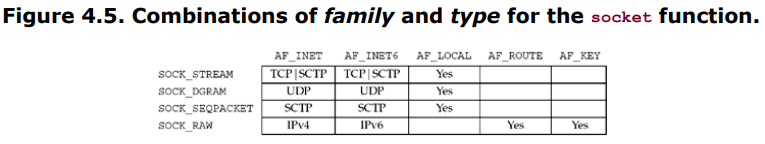 Figure 4.5. Combinations of family and type for the socket function.
AF_INET AF_INET6 AF_LOCAL AF_ROUTE AF_KEY
SOCK_STREAM TCP|SCTP TCP|SCTP Yes
SOCK_DGRAM UDP UDP Yes
SOCK_SEQPACKET SCTP SCTP Yes
SOCK_RAW IPv4 IPv6 Yes Yes